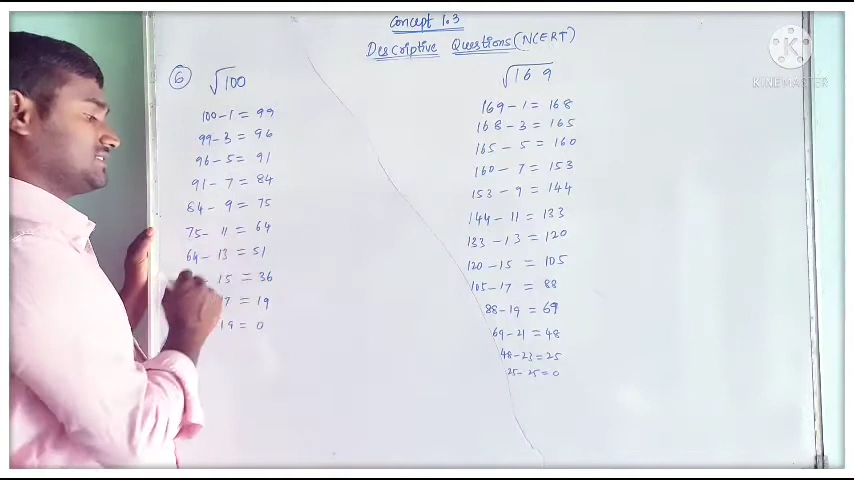 Concept 1.3
Descriptive Questions (NCERT)
K
KINEMASTER
6 √100
100-1 = 99
99-3 = 96
96-5 = 91
91-7 = 84
84-9 = 75
75-11 = 64
64-13 = 51
15 = 36
7 = 19
19 = 0
√169
169-1 = 168
168-3 = 165
165-5 = 160
160-7 = 153
153-9 = 144
144-11 = 133
133-13 = 120
120-15 = 105
105-17 = 88
88-19 = 69
69-21 = 48
48-23 = 25
25-25 = 0